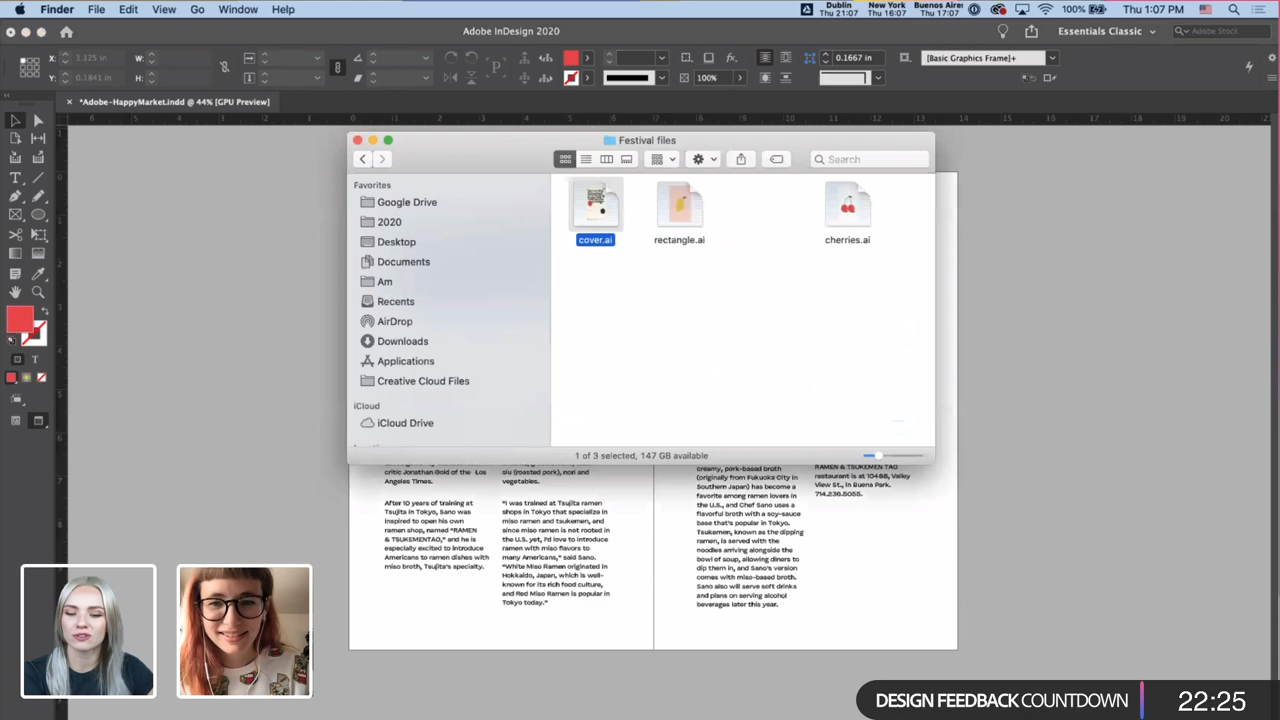 Finder File Edit View Go Window Help
Dublin Thu 21:07
New York Thu 16:07
Buenos Aires Thu 17:07
100% Thu 1:07 PM
Adobe InDesign 2020
Essentials Classic
Adobe Stock
X: 3.125 in
Y: 0.1841 in
W:
H:
100%
0.1667 in
[Basic Graphics Frame]+
*Adobe-HappyMarket.indd @ 44% [GPU Preview]
Festival files
Search
Favorites
Google Drive
2020
Desktop
Documents
Am
Recents
AirDrop
Downloads
Applications
Creative Cloud Files
iCloud
iCloud Drive
cover.ai
rectangle.ai
cherries.ai
1 of 3 selected, 147 GB available
critic Jonathan Gold of the Los
Angeles Times.
After 10 years of training at
Tsujita in Tokyo, Sano was
inspired to open his own
ramen shop, named "RAMEN
& TSUKEMENTAO," and he is
especially excited to introduce
Americans to ramen dishes with
miso broth, Tsujita's specialty.
siu (roasted pork), nori and
vegetables.
"I was trained at Tsujita ramen
shops in Tokyo that specialize in
miso ramen and tsukemen, and
since miso ramen is not rooted in
the U.S. yet, I'd love to introduce
ramen with miso flavors to
many Americans," said Sano.
"White Miso Ramen originated in
Hokkaido, Japan, which is well-
known for its rich food culture,
and Red Miso Ramen is popular in
Tokyo today."
creamy, pork-based broth
(originally from Fukuoka City in
Southern Japan) has become a
favorite among ramen lovers in
the U.S., and Chef Sano uses a
flavorful broth with a soy-sauce
base that's popular in Tokyo.
Tsukemen, known as the dipping
ramen, is served with the
noodles arriving alongside the
bowl of soup, allowing diners to
dip them in, and Sano's version
comes with miso-based broth.
Sano also will serve soft drinks
and plans on serving alcohol
beverages later this year.
RAMEN & TSUKEMEN TAO
restaurant is at 10488, Valley
View St., in Buena Park.
714.236.5055.
DESIGN FEEDBACK COUNTDOWN 22:25